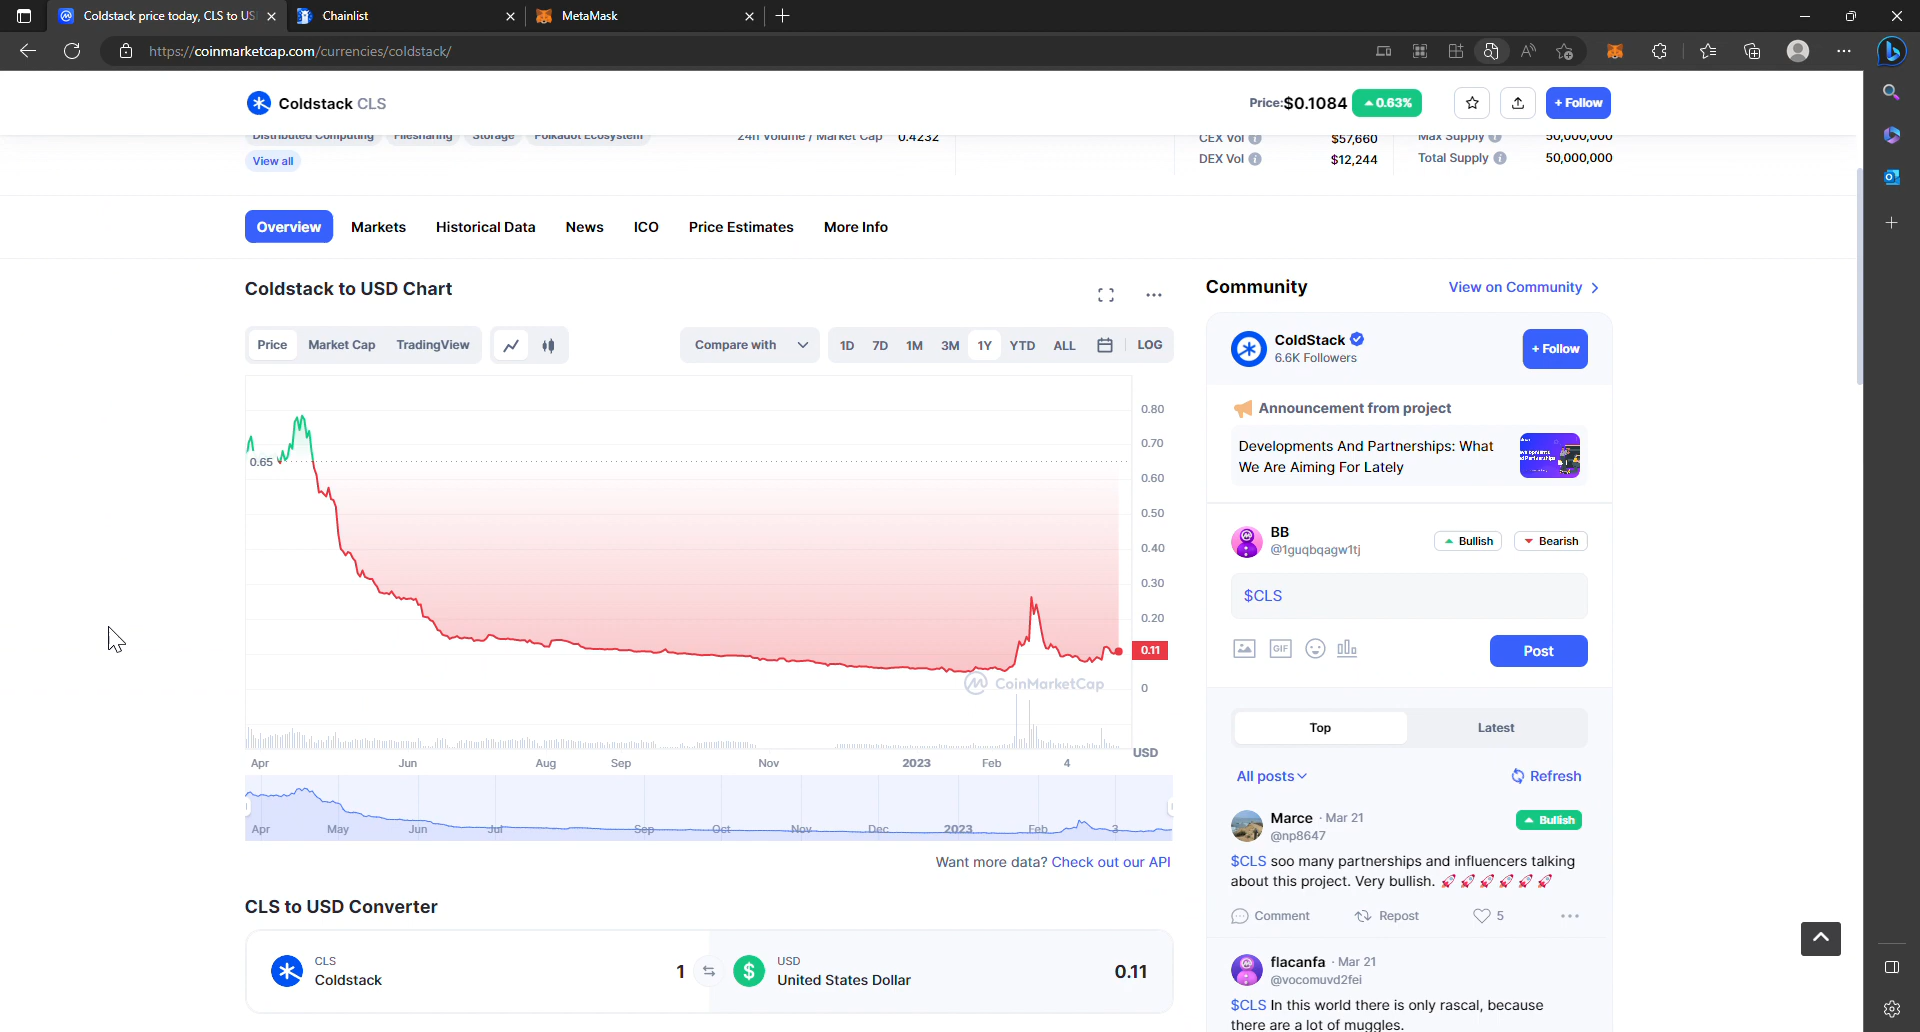 Coldstack price today, CLS to US
Chainlist
MetaMask
https://coinmarketcap.com/currencies/coldstack/
Coldstack CLS
Price:$0.1084
0.63%
+ Follow
Distributed Computing
Filesharing
Storage
Polkadot Ecosystem
View all
24h Volume / Market Cap
0.4232
CEX Vol
$57,660
DEX Vol
$12,244
Max Supply
50,000,000
Total Supply
50,000,000
Overview
Markets
Historical Data
News
ICO
Price Estimates
More Info
Coldstack to USD Chart
Price
Market Cap
TradingView
Compare with
1D
7D
1M
3M
1Y
YTD
ALL
LOG
0.65
0.80
0.70
0.60
0.50
0.40
0.30
0.20
0.11
0
CoinMarketCap
USD
Apr
Jun
Aug
Sep
Nov
2023
Feb
4
Apr
May
Jun
Jul
Sep
Oct
Nov
Dec
2023
Feb
3
Want more data? Check out our API
CLS to USD Converter
CLS
Coldstack
1
USD
United States Dollar
0.11
Community
View on Community
ColdStack
6.6K Followers
+ Follow
Announcement from project
Developments And Partnerships: What
We Are Aiming For Lately
BB
@1guqbqagw1tj
Bullish
Bearish
$CLS
GIF
Post
Top
Latest
All posts
Refresh
Marce · Mar 21
@np8647
Bullish
$CLS soo many partnerships and influencers talking
about this project. Very bullish. 🚀🚀🚀🚀🚀🚀
Comment
Repost
5
flacanfa · Mar 21
@vocomuvd2fei
$CLS In this world there is only rascal, because
there are a lot of muggles.